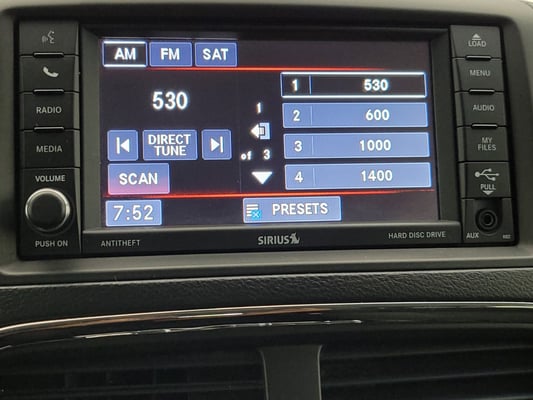 AM FM SAT
530
DIRECT
TUNE
SCAN
7:52
1
of 3
1 530
2 600
3 1000
4 1400
PRESETS
RADIO
MEDIA
VOLUME
PUSH ON
ANTITHEFT
SIRIUS
HARD DISC DRIVE
LOAD
MENU
AUDIO
MY
FILES
PULL
AUX